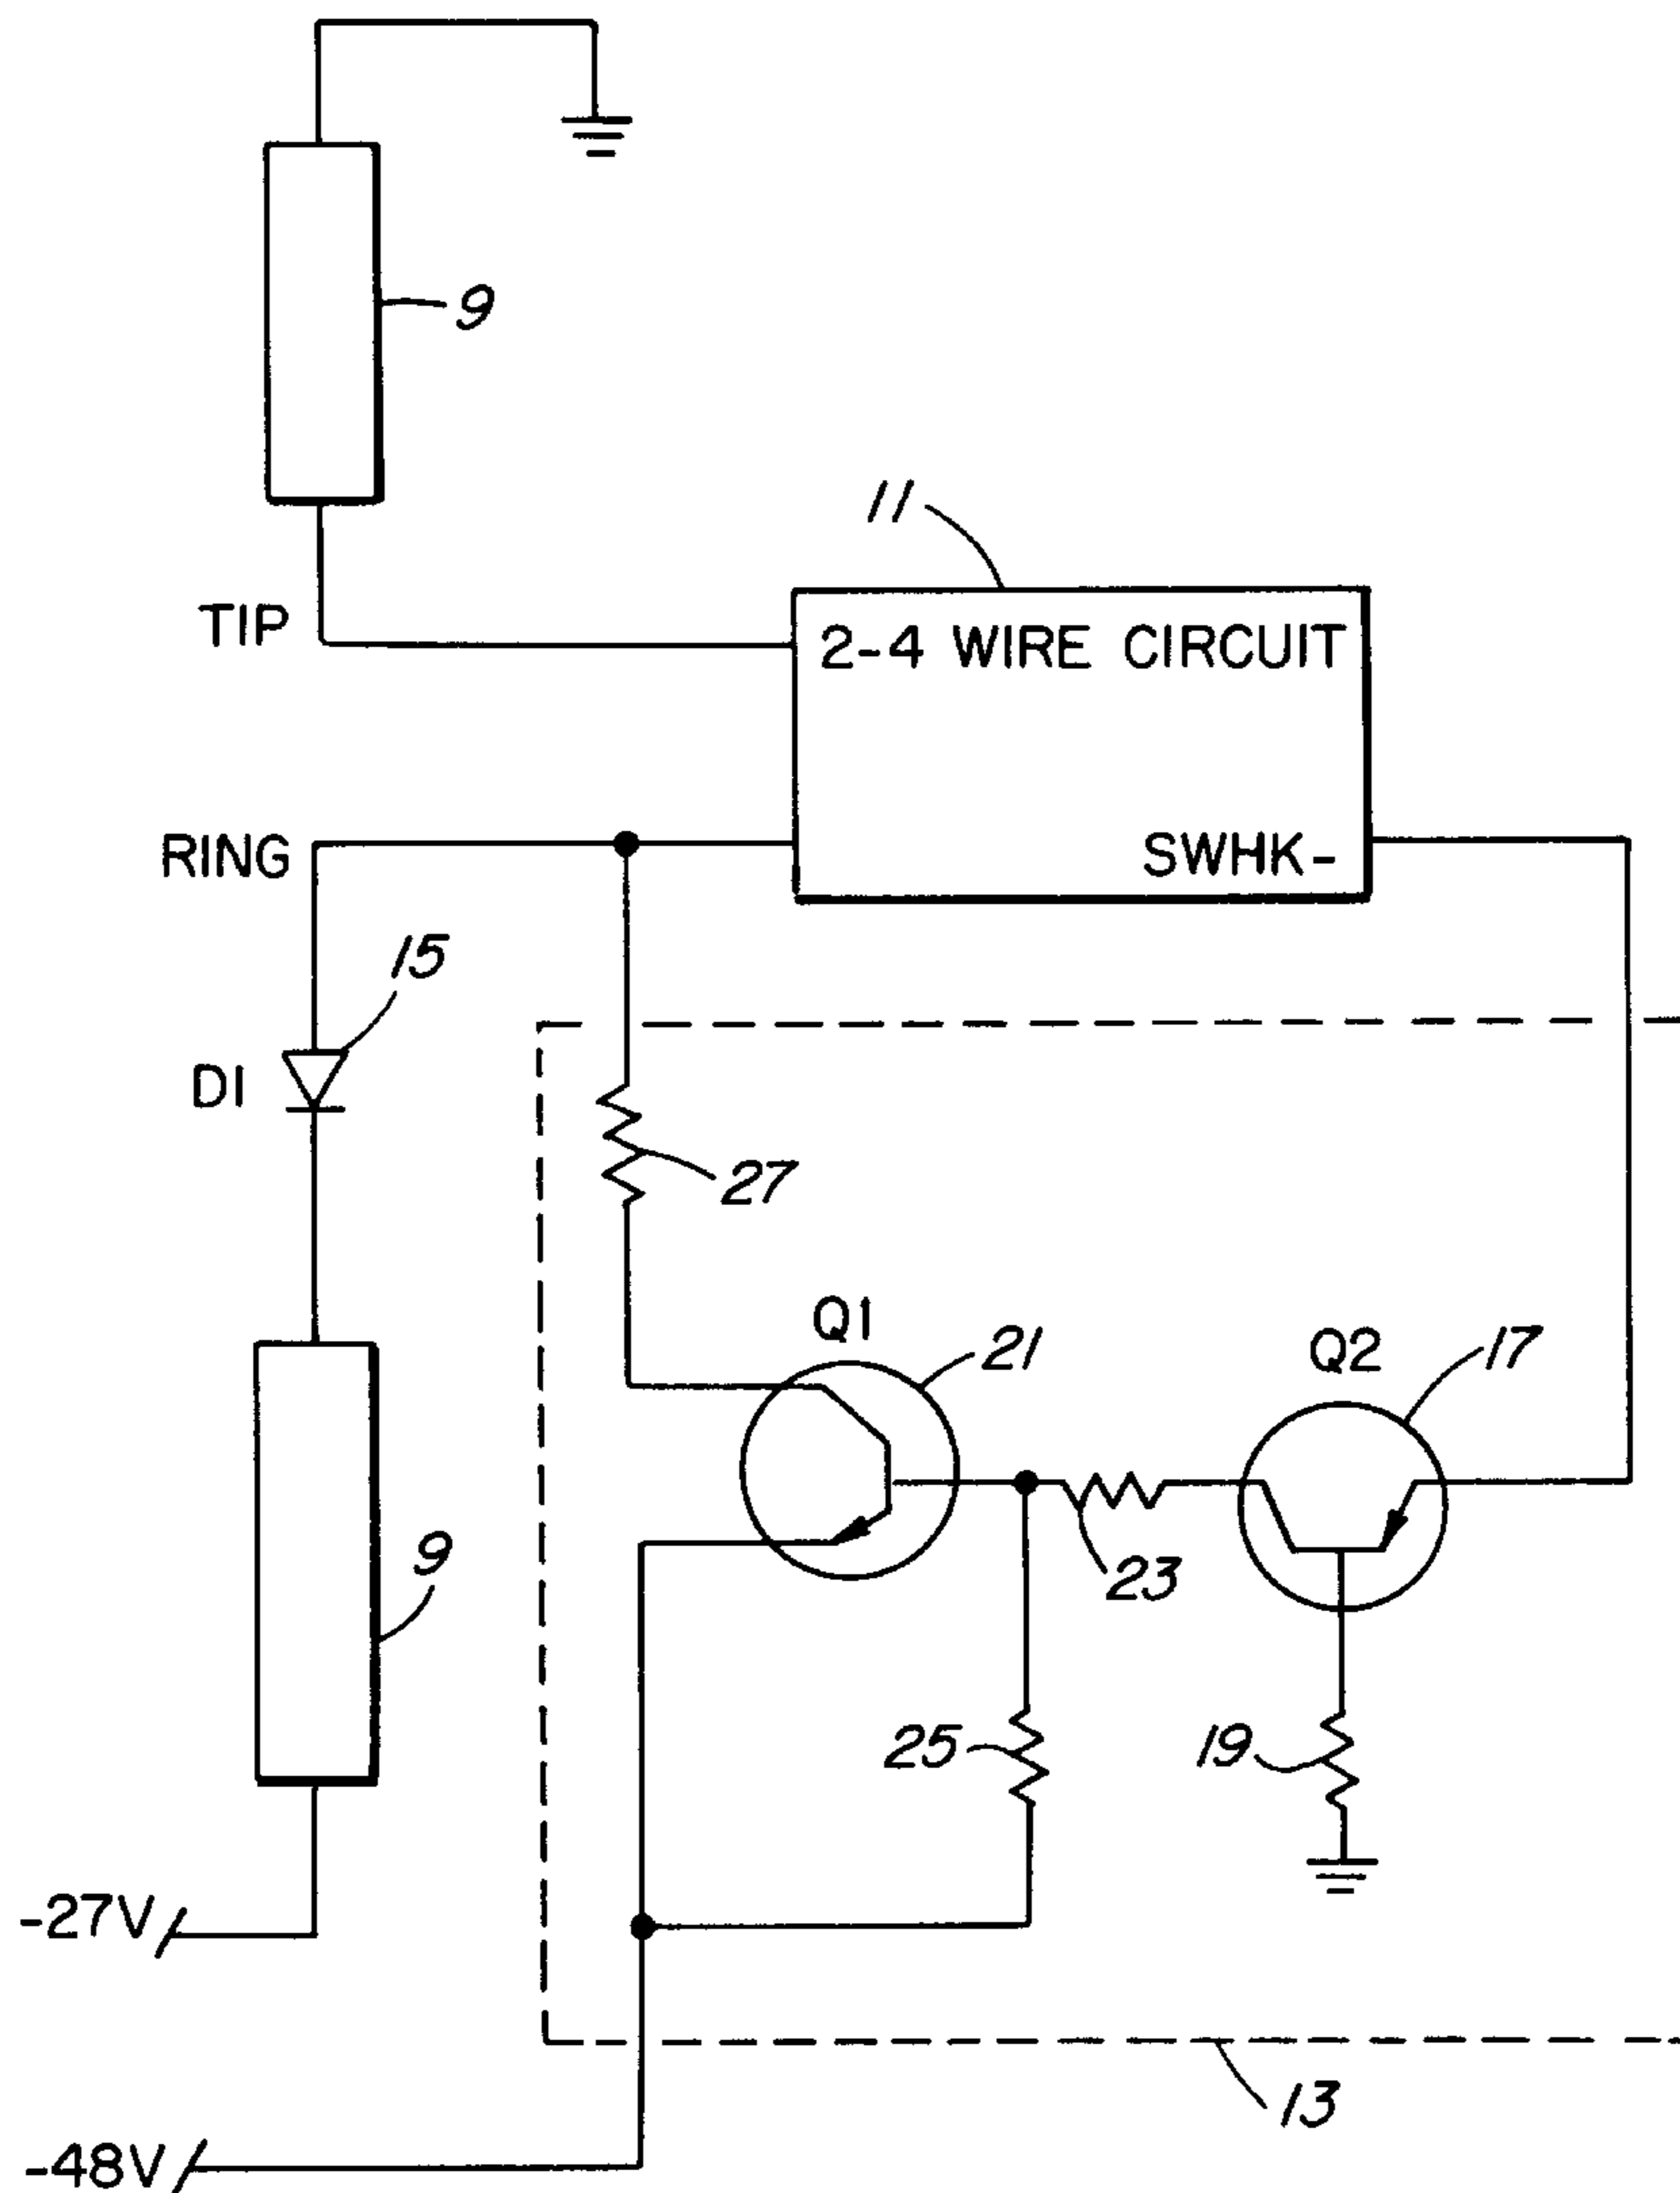 9
11
TIP
2-4 WIRE CIRCUIT
RING
SWHK-
15
D1
27
Q1
21
Q2
17
9
23
25
19
-27V
13
-48V